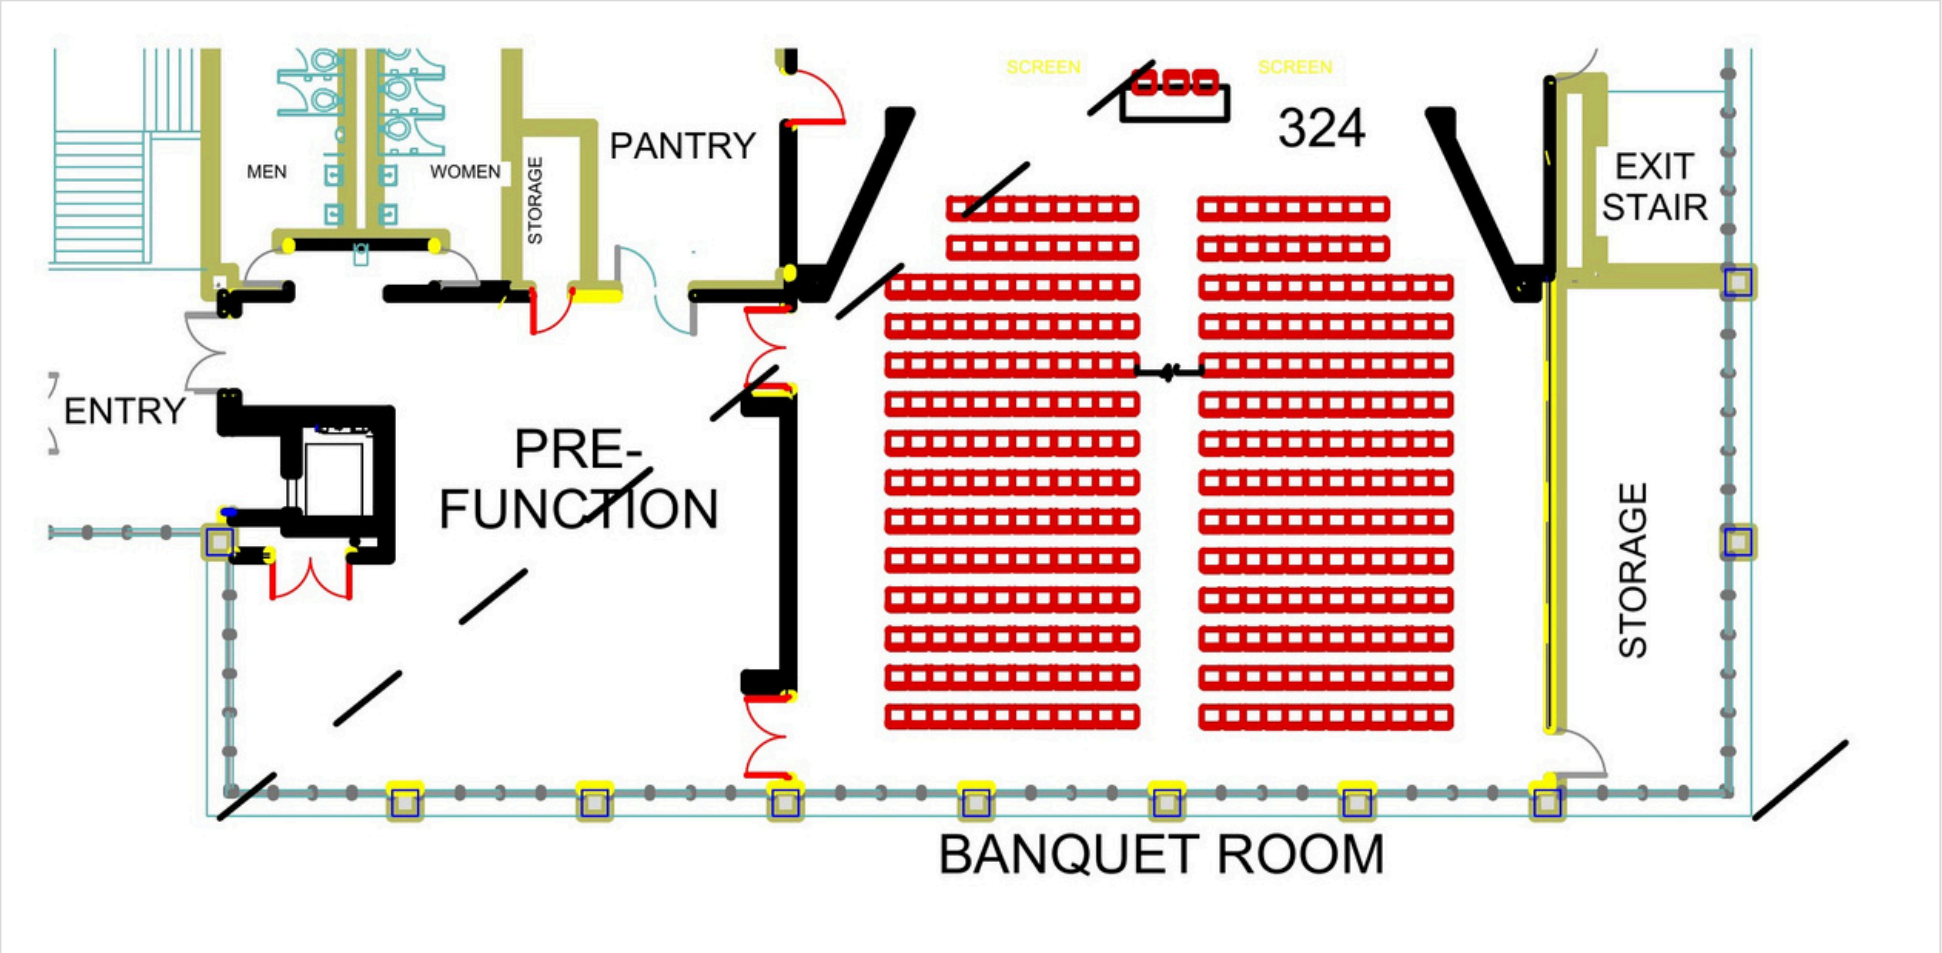 SCREEN
SCREEN
324
PANTRY
MEN
WOMEN
STORAGE
EXIT
STAIR
ENTRY
PRE-
FUNCTION
STORAGE
BANQUET ROOM